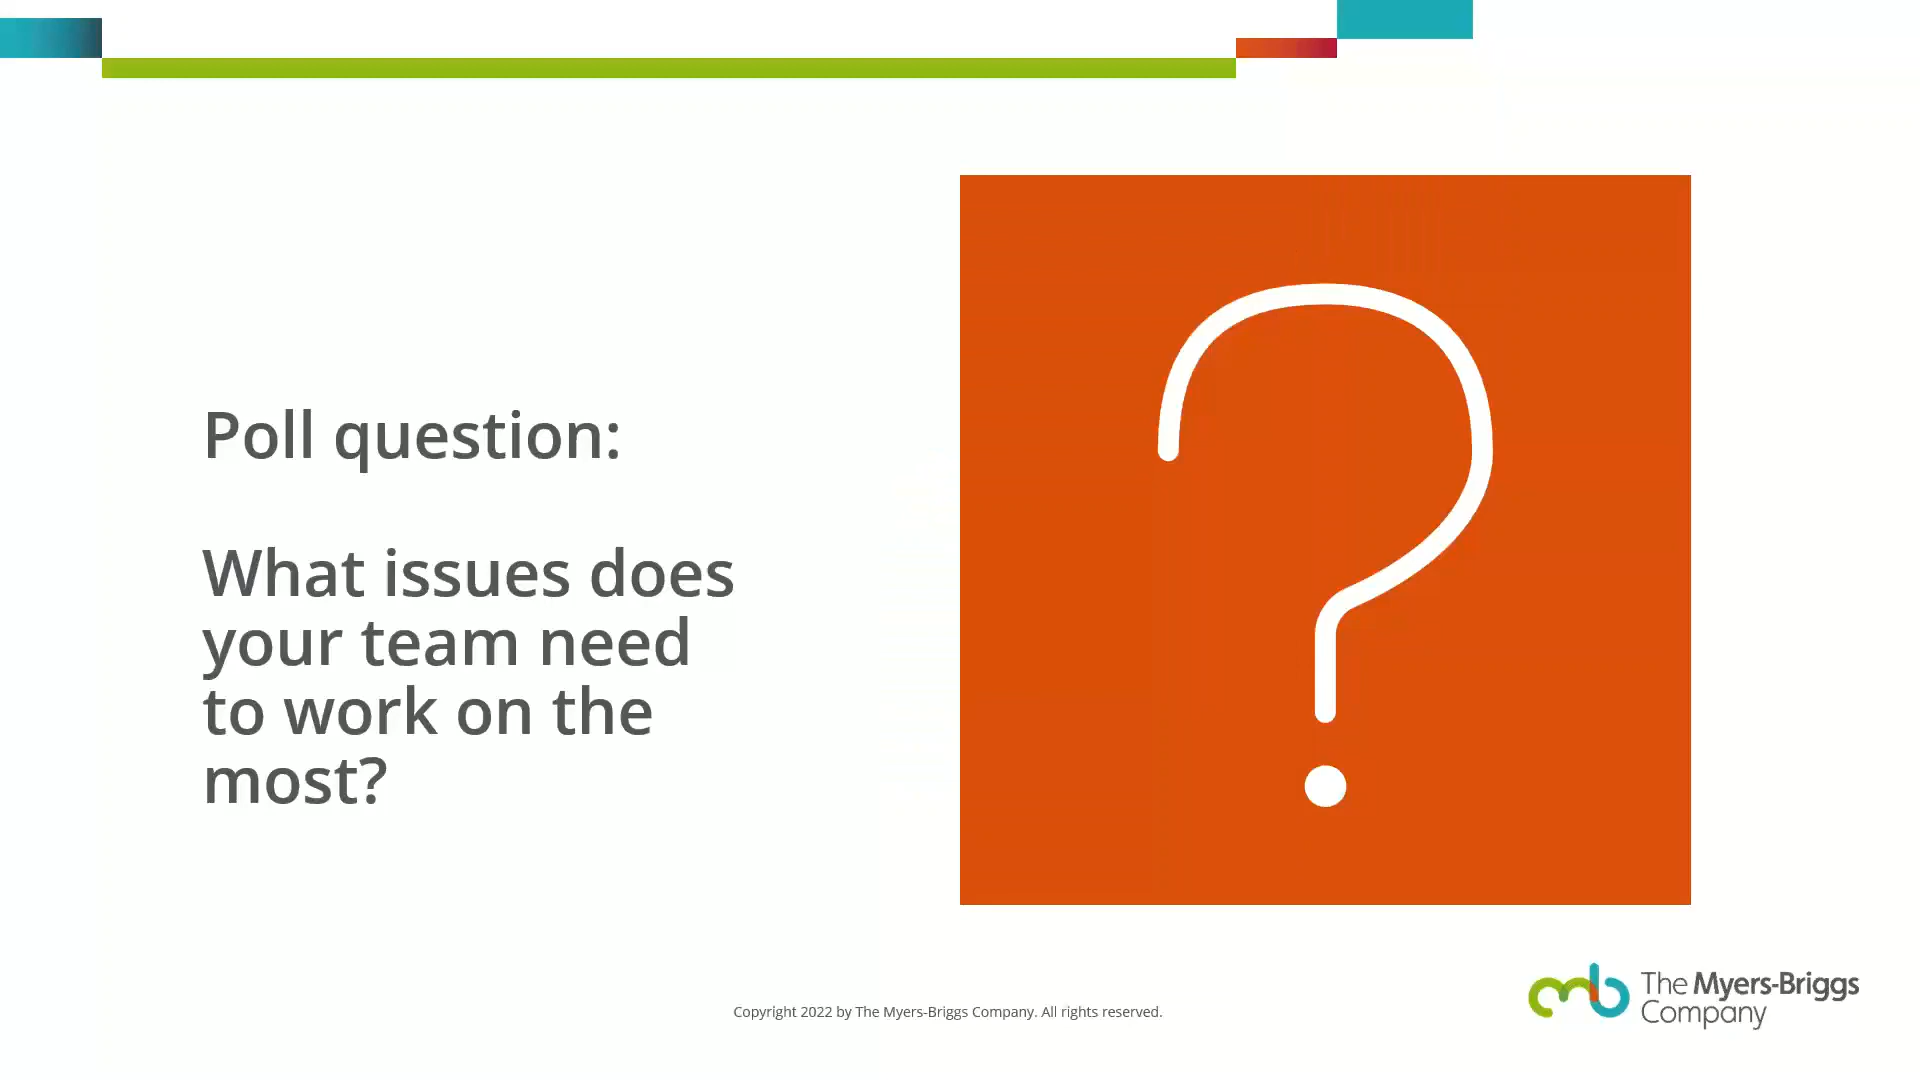 Poll question:
What issues does
your team need
to work on the
most?
Copyright 2022 by The Myers-Briggs Company. All rights reserved.
The Myers-Briggs
Company